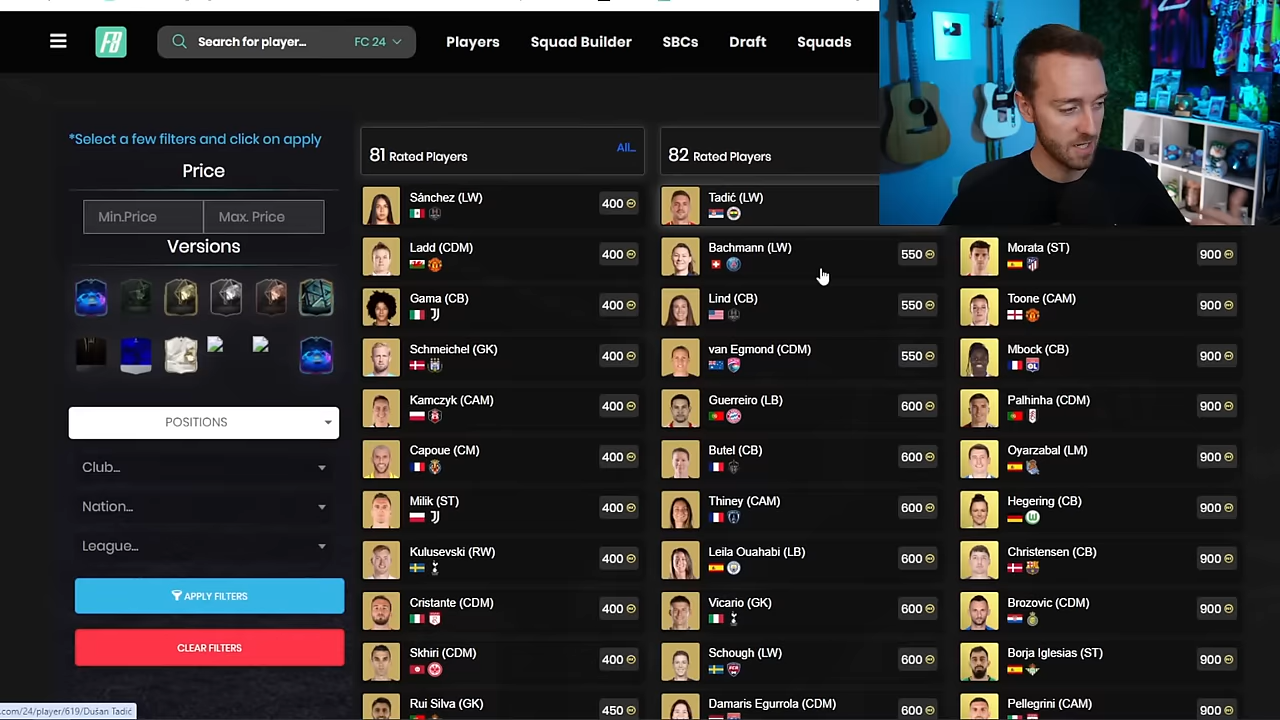 FB
Search for player...
FC 24
Players
Squad Builder
SBCs
Draft
Squads
*Select a few filters and click on apply
Price
Min.Price
Max. Price
Versions
POSITIONS
Club...
Nation...
League...
APPLY FILTERS
CLEAR FILTERS
81 Rated Players
All...
Sánchez (LW)
400
Ladd (CDM)
400
Gama (CB)
400
Schmeichel (GK)
400
Kamczyk (CAM)
400
Capoue (CM)
400
Milik (ST)
400
Kulusevski (RW)
400
Cristante (CDM)
400
Skhiri (CDM)
400
Rui Silva (GK)
450
82 Rated Players
Tadić (LW)
Bachmann (LW)
550
Lind (CB)
550
van Egmond (CDM)
550
Guerreiro (LB)
600
Butel (CB)
600
Thiney (CAM)
600
Leila Ouahabi (LB)
600
Vicario (GK)
600
Schough (LW)
600
Damaris Egurrola (CDM)
600
Morata (ST)
900
Toone (CAM)
900
Mbock (CB)
900
Palhinha (CDM)
900
Oyarzabal (LM)
900
Hegering (CB)
900
Christensen (CB)
900
Brozovic (CDM)
900
Borja Iglesias (ST)
900
Pellegrini (CAM)
900
.com/24/player/619/Dušan Tadić